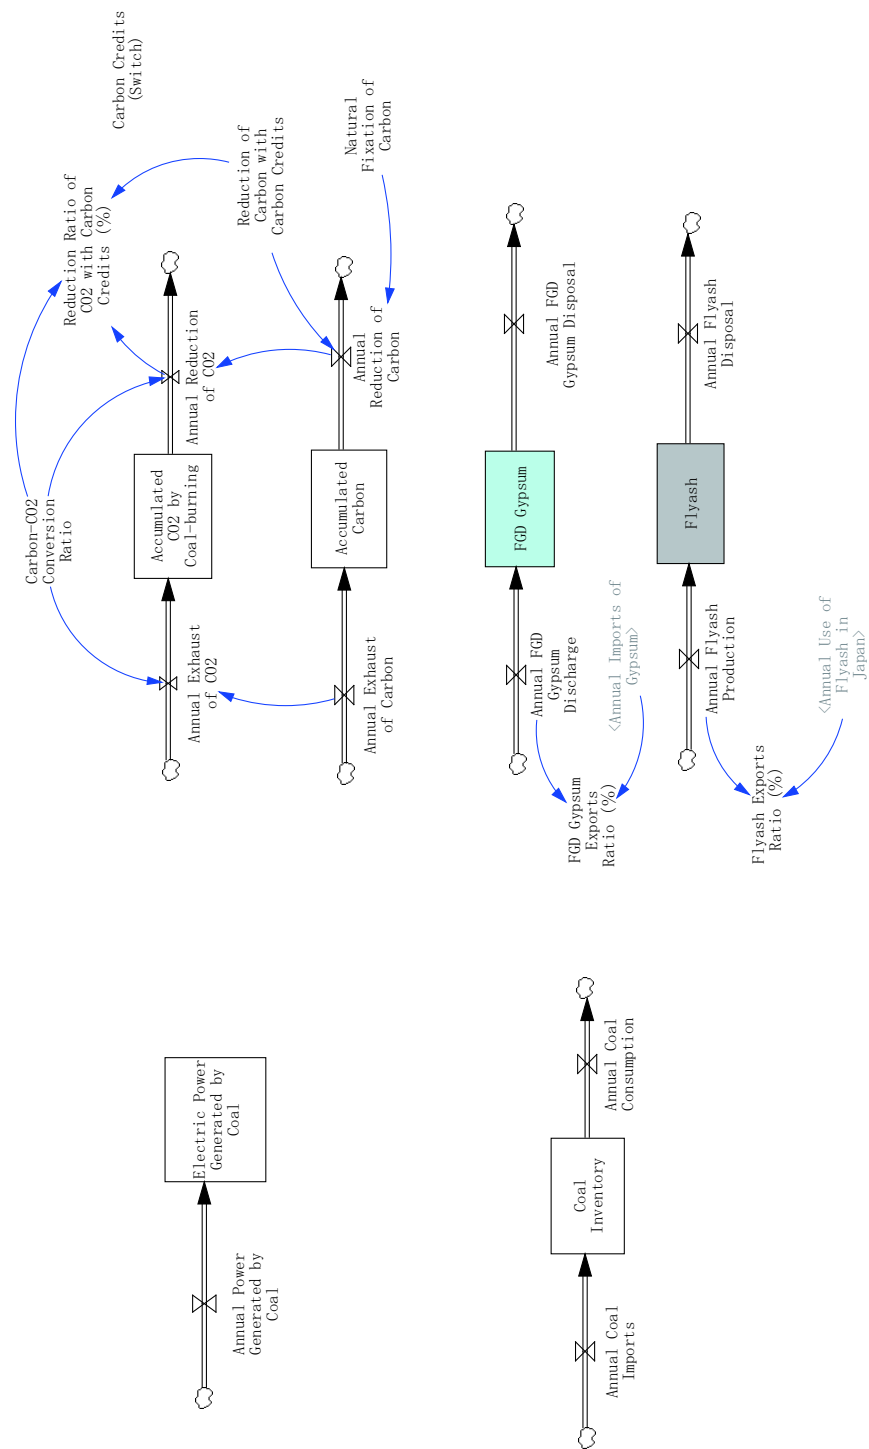 Carbon Credits
(Switch)
Reduction Ratio of
CO2 with Carbon
Credits (%)
Reduction of
Carbon with
Carbon Credits
Natural
Fixation of
Carbon
Carbon-CO2
Conversion
Ratio
Annual Exhaust
of CO2
Accumulated
CO2 by
Coal-burning
Annual Reduction
of CO2
Annual Exhaust
of Carbon
Accumulated
Carbon
Annual
Reduction of
Carbon
Annual FGD
Gypsum
Discharge
FGD Gypsum
Annual FGD
Gypsum Disposal
<Annual Imports of
Gypsum>
FGD Gypsum
Exports
Ratio (%)
Annual Flyash
Production
Flyash
Annual Flyash
Disposal
<Annual Use of
Flyash in
Japan>
Flyash Exports
Ratio (%)
Annual Power
Generated by
Coal
Electric Power
Generated by
Coal
Annual Coal
Imports
Coal
Inventory
Annual Coal
Consumption